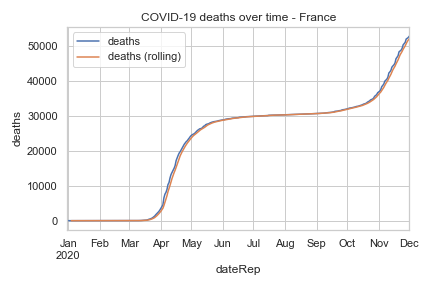 COVID-19 deaths over time - France
deaths
deaths (rolling)
50000
40000
30000
20000
10000
0
deaths
Jan Feb Mar Apr May Jun Jul Aug Sep Oct Nov Dec
2020
dateRep